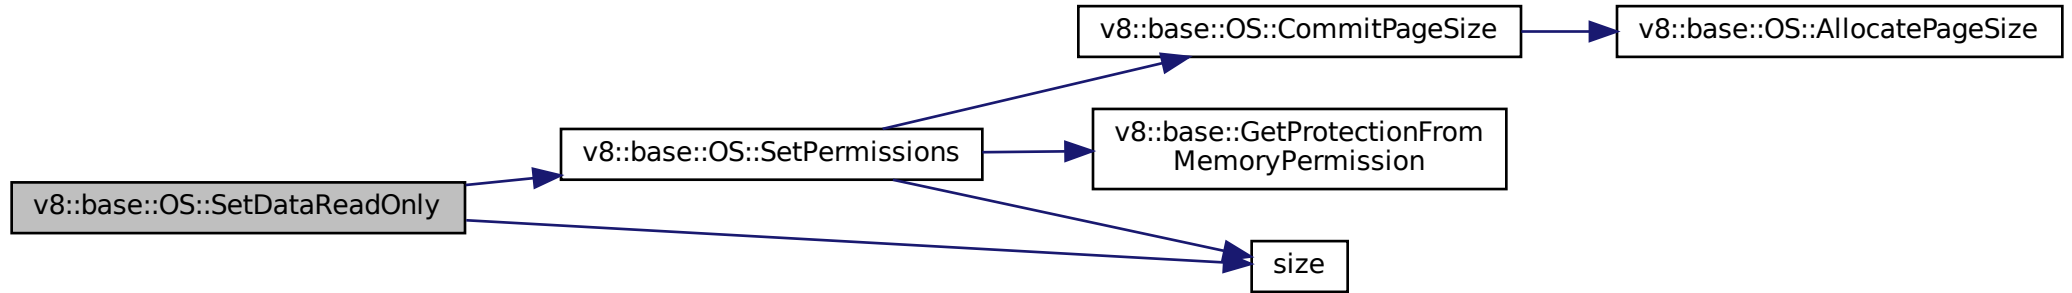 v8::base::OS::SetDataReadOnly
v8::base::OS::SetPermissions
v8::base::OS::CommitPageSize
v8::base::OS::AllocatePageSize
v8::base::GetProtectionFrom
MemoryPermission
size